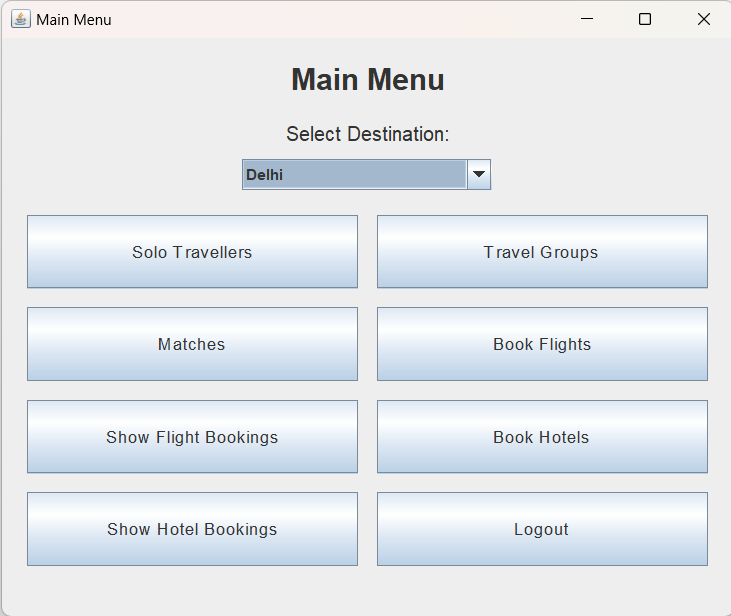 Main Menu
Main Menu
Select Destination:
Delhi
Solo Travellers
Travel Groups
Matches
Book Flights
Show Flight Bookings
Book Hotels
Show Hotel Bookings
Logout